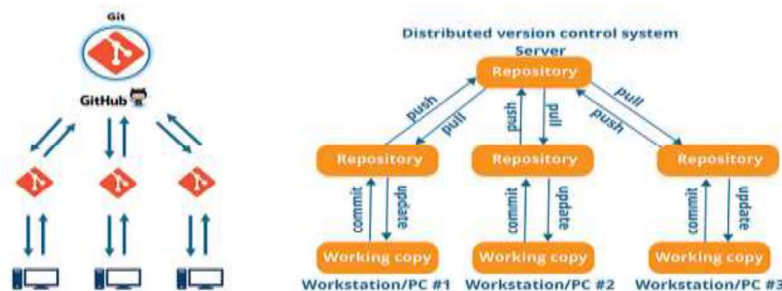 Git
GitHub
Distributed version control system
Server
Repository
push
pull
push
pull
push
pull
Repository
Repository
Repository
commit
update
commit
update
commit
update
Working copy
Working copy
Working copy
Workstation/PC #1
Workstation/PC #2
Workstation/PC #3